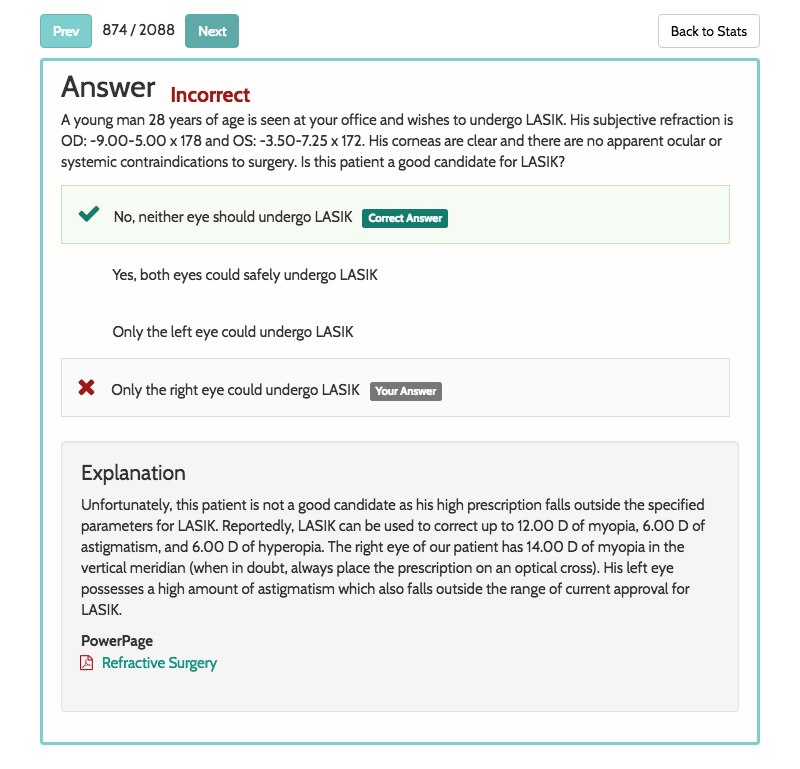 Prev 874 / 2088 Next Back to Stats
Answer Incorrect
A young man 28 years of age is seen at your office and wishes to undergo LASIK. His subjective refraction is
OD: -9.00-5.00 x 178 and OS: -3.50-7.25 x 172. His corneas are clear and there are no apparent ocular or
systemic contraindications to surgery. Is this patient a good candidate for LASIK?
No, neither eye should undergo LASIK Correct Answer
Yes, both eyes could safely undergo LASIK
Only the left eye could undergo LASIK
Only the right eye could undergo LASIK Your Answer
Explanation
Unfortunately, this patient is not a good candidate as his high prescription falls outside the specified
parameters for LASIK. Reportedly, LASIK can be used to correct up to 12.00 D of myopia, 6.00 D of
astigmatism, and 6.00 D of hyperopia. The right eye of our patient has 14.00 D of myopia in the
vertical meridian (when in doubt, always place the prescription on an optical cross). His left eye
possesses a high amount of astigmatism which also falls outside the range of current approval for
LASIK.
PowerPage
Refractive Surgery